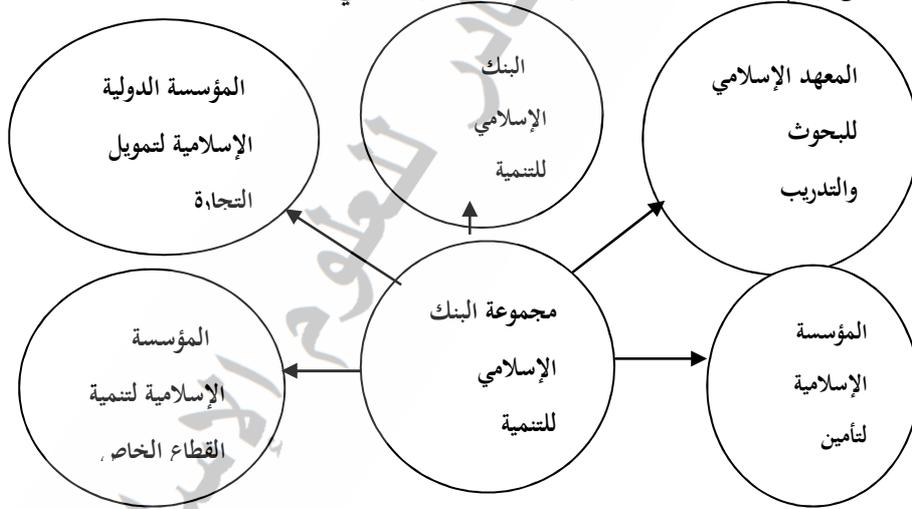 المعهد الإسلامي
للبحوث
والتدريب
البنك
الإسلامي
للتنمية
المؤسسة الدولية
الإسلامية لتمويل
التجارة
مجموعة البنك
الإسلامي
للتنمية
المؤسسة
الإسلامية
لتأمين
المؤسسة
الإسلامية لتنمية
القطاع الخاص
للعلوم